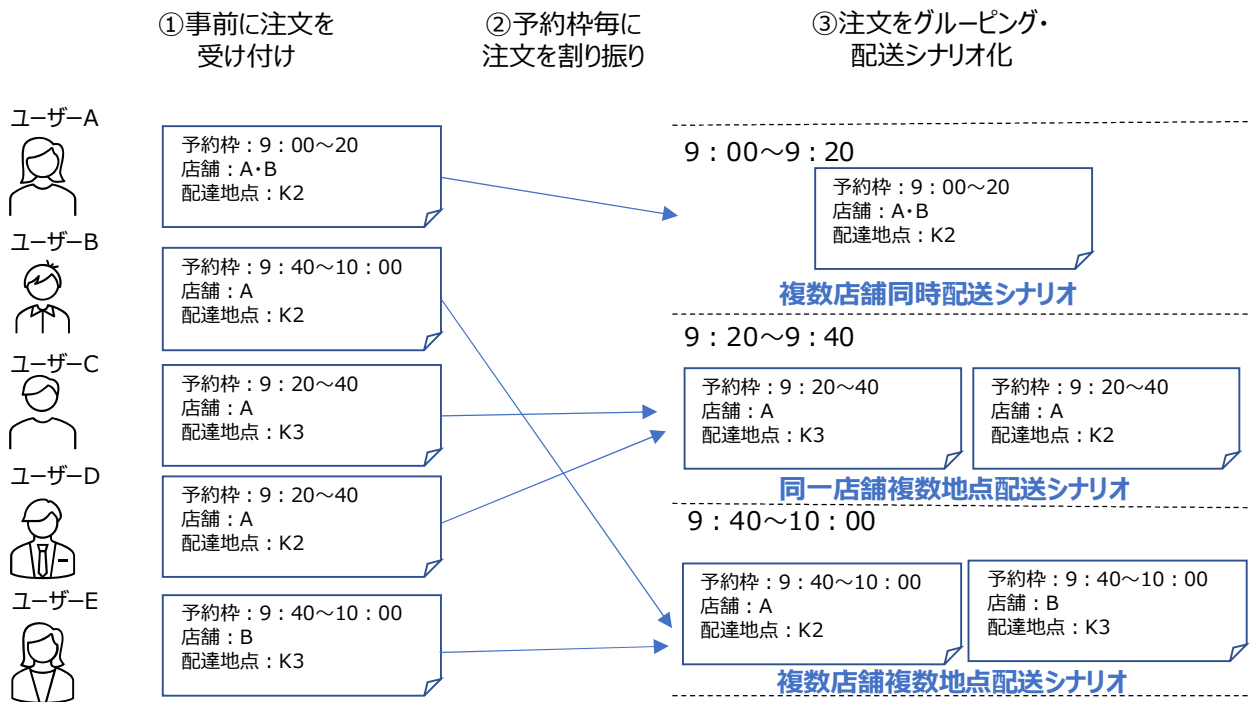 ①事前に注文を
受け付け
②予約枠毎に
注文を割り振り
③注文をグルーピング・
配送シナリオ化
ユーザーA
予約枠：9：00～20
店舗：A・B
配達地点：K2
ユーザーB
予約枠：9：40～10：00
店舗：A
配達地点：K2
ユーザーC
予約枠：9：20～40
店舗：A
配達地点：K3
ユーザーD
予約枠：9：20～40
店舗：A
配達地点：K2
ユーザーE
予約枠：9：40～10：00
店舗：B
配達地点：K3
9：00～9：20
予約枠：9：00～20
店舗：A・B
配達地点：K2
複数店舗同時配送シナリオ
9：20～9：40
予約枠：9：20～40
店舗：A
配達地点：K3
予約枠：9：20～40
店舗：A
配達地点：K2
同一店舗複数地点配送シナリオ
9：40～10：00
予約枠：9：40～10：00
店舗：A
配達地点：K2
予約枠：9：40～10：00
店舗：B
配達地点：K3
複数店舗複数地点配送シナリオ